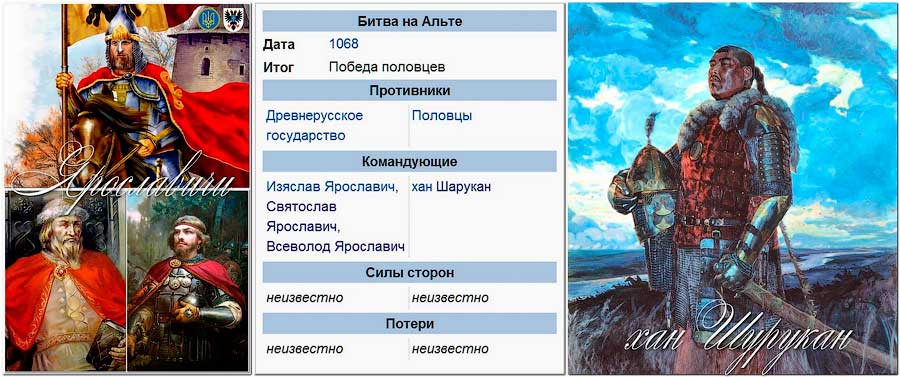 Ярославичи
Битва на Альте
Дата 1068
Итог Победа половцев
Противники
Древнерусское
государство
Половцы
Командующие
Изяслав Ярославич,
Святослав
Ярославич,
Всеволод Ярославич
хан Шарукан
Силы сторон
неизвестно неизвестно
Потери
неизвестно неизвестно
хан Шурукан